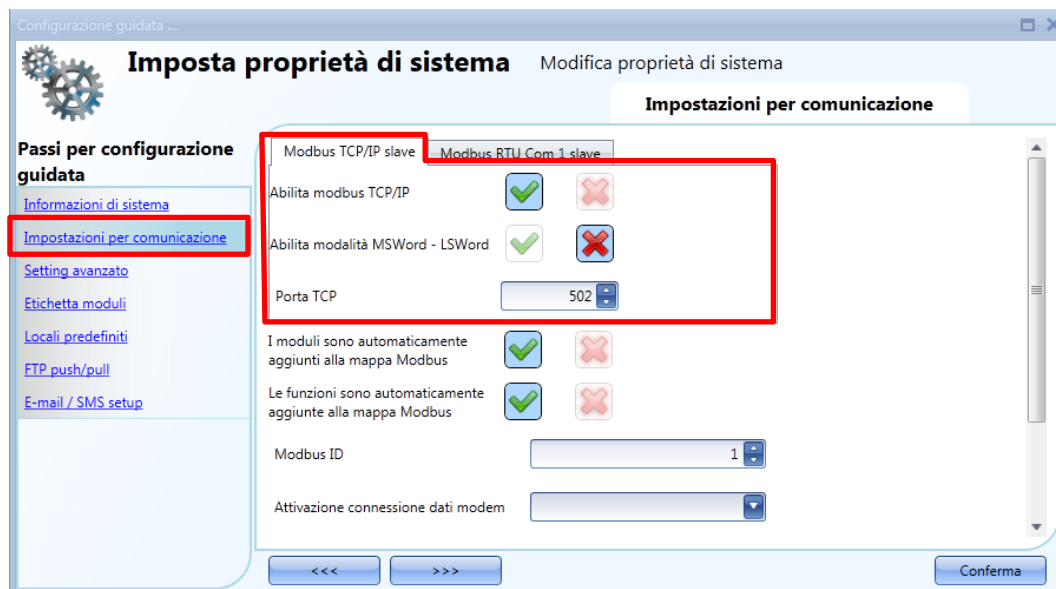 Configurazione guidata ...
Imposta proprietà di sistema
Modifica proprietà di sistema
Impostazioni per comunicazione
Passi per configurazione
guidata
Informazioni di sistema
Impostazioni per comunicazione
Setting avanzato
Etichetta moduli
Locali predefiniti
FTP push/pull
E-mail / SMS setup
Modbus TCP/IP slave
Modbus RTU Com 1 slave
Abilita modbus TCP/IP
Abilita modalità MSWord - LSWord
Porta TCP
502
I moduli sono automaticamente
aggiunti alla mappa Modbus
Le funzioni sono automaticamente
aggiunte alla mappa Modbus
Modbus ID
1
Attivazione connessione dati modem
<<<
>>>
Conferma